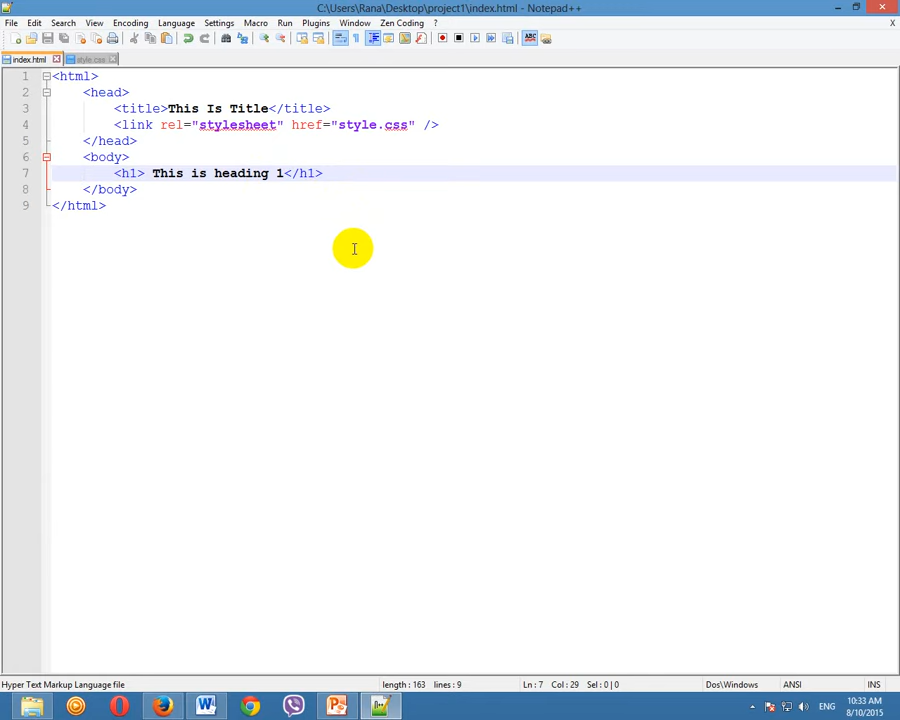 C:\Users\Rana\Desktop\project1\index.html - Notepad++
File Edit Search View Encoding Language Settings Macro Run Plugins Window Zen Coding ? X
index.html style.css
1 <html>
2 <head>
3 <title>This Is Title</title>
4 <link rel="stylesheet" href="style.css" />
5 </head>
6 <body>
7 <h1> This is heading 1</h1>
8 </body>
9 </html>
Hyper Text Markup Language file length : 163 lines : 9 Ln : 7 Col : 29 Sel : 0 | 0 Dos\Windows ANSI INS
ENG
10:33 AM
8/10/2015